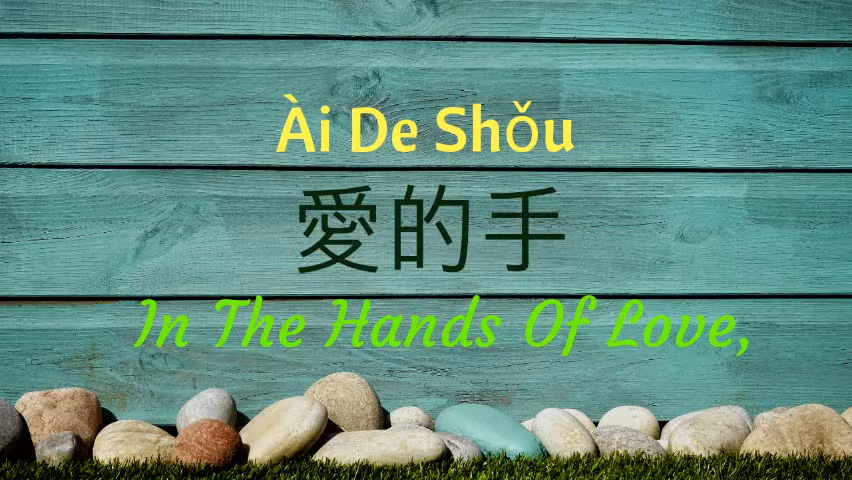 Ài De Shǒu
愛的手
In The Hands Of Love,